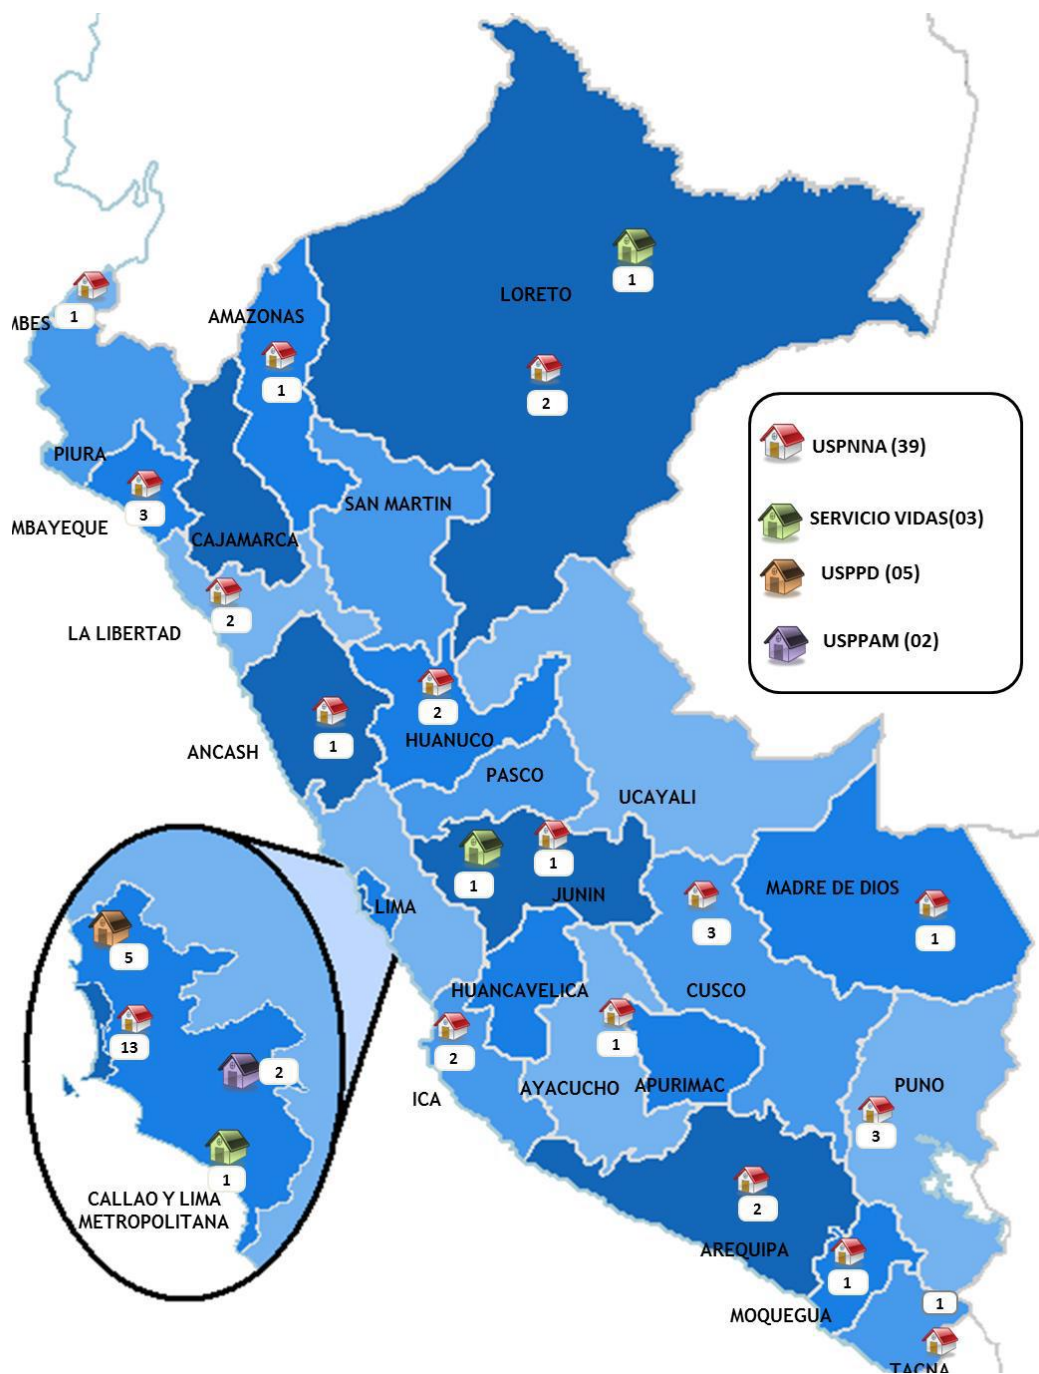 1
LORETO
1
MBES
AMAZONAS
1
2
USPNNA (39)
PIURA
3
SAN MARTIN
SERVICIO VIDAS(03)
MBAYEQUE
CAJAMARCA
USPPD (05)
2
LA LIBERTAD
USPPAM (02)
2
HUANUCO
1
ANCASH
PASCO
UCAYALI
1
1
JUNIN
MADRE DE DIOS
LIMA
3
1
5
HUANCAVELICA
CUSCO
13
2
1
2
ICA
AYACUCHO
APURIMAC
PUNO
3
1
CALLAO Y LIMA
METROPOLITANA
2
AREQUIPA
1
MOQUEGUA
1
TACNA